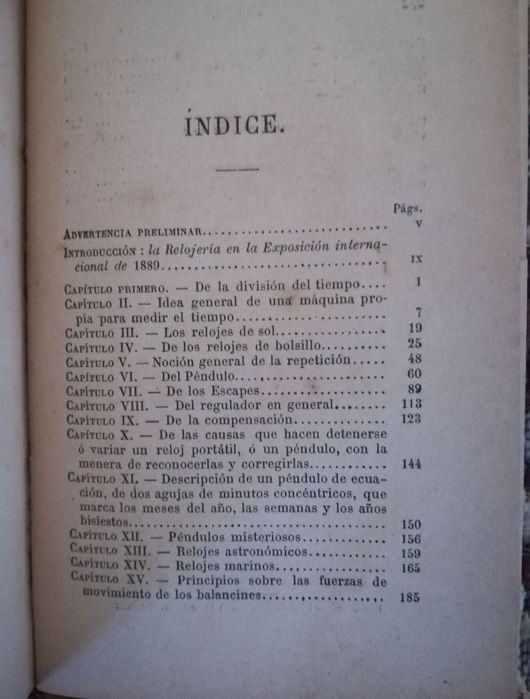 ÍNDICE.
Págs.
ADVERTENCIA PRELIMINAR.............................. V
INTRODUCCIÓN : la Relojería en la Exposición interna-
cional de 1889...................................... IX
CAPÍTULO PRIMERO. — De la división del tiempo.... 1
CAPÍTULO II. — Idea general de una máquina pro-
pia para medir el tiempo........................ 7
CAPÍTULO III. — Los relojes de sol................. 19
CAPÍTULO IV. — De los relojes de bolsillo.......... 25
CAPÍTULO V. — Noción general de la repetición..... 48
CAPÍTULO VI. — Del Péndulo....................... 60
CAPÍTULO VII. — De los Escapes................... 89
CAPÍTULO VIII. — Del regulador en general........ 113
CAPÍTULO IX. — De la compensación............... 123
CAPÍTULO X. — De las causas que hacen detenerse
ó variar un reloj portátil, ó un péndulo, con la
menera de reconocerlas y corregirlas............ 144
CAPÍTULO XI. — Descripción de un péndulo de ecua-
ción, de dos agujas de minutos concéntricos, que
marca los meses del año, las semanas y los años
bisiestos....................................... 150
CAPÍTULO XII. — Péndulos misteriosos............. 156
CAPÍTULO XIII. — Relojes astronómicos............ 159
CAPÍTULO XIV. — Relojes marinos.................. 165
CAPÍTULO XV. — Principios sobre las fuerzas de
movimiento de los balancines................... 185